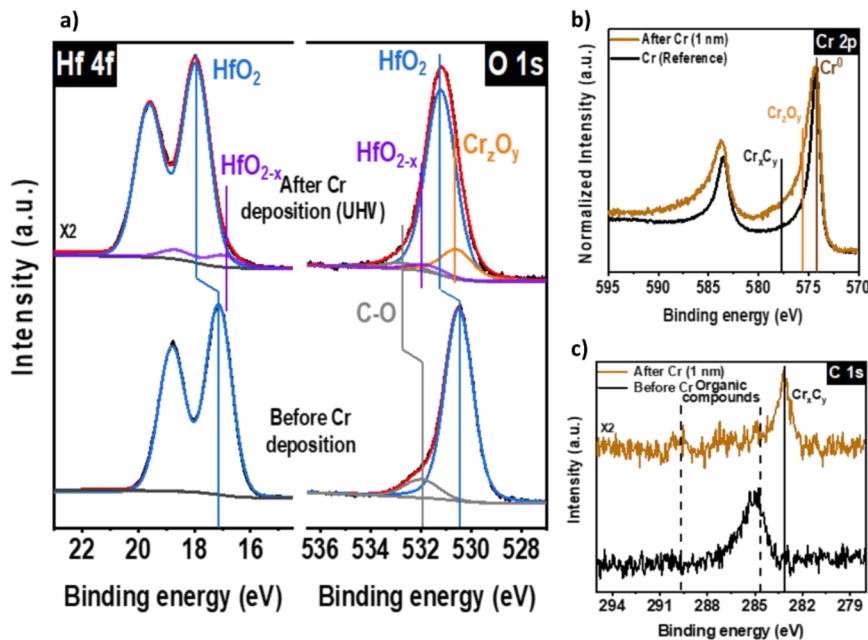 a)
Hf 4f
HfO2
HfO2-x
O 1s
HfO2
HfO2-x
CrzOy
After Cr
deposition (UHV)
X2
C-O
Before Cr
deposition
Intensity (a.u.)
22 20 18 16
536 534 532 530 528
Binding energy (eV)
Binding energy (eV)
b)
After Cr (1 nm)
Cr (Reference)
Cr 2p
Cr0
CrzOy
CrxCy
Normalized Intensity (a.u.)
595 590 585 580 575 570
Binding energy (eV)
c)
After Cr (1 nm)
Before Cr
Organic
compounds
C 1s
CrxCy
X2
Intensity (a.u.)
294 291 288 285 282 279
Binding energy (eV)